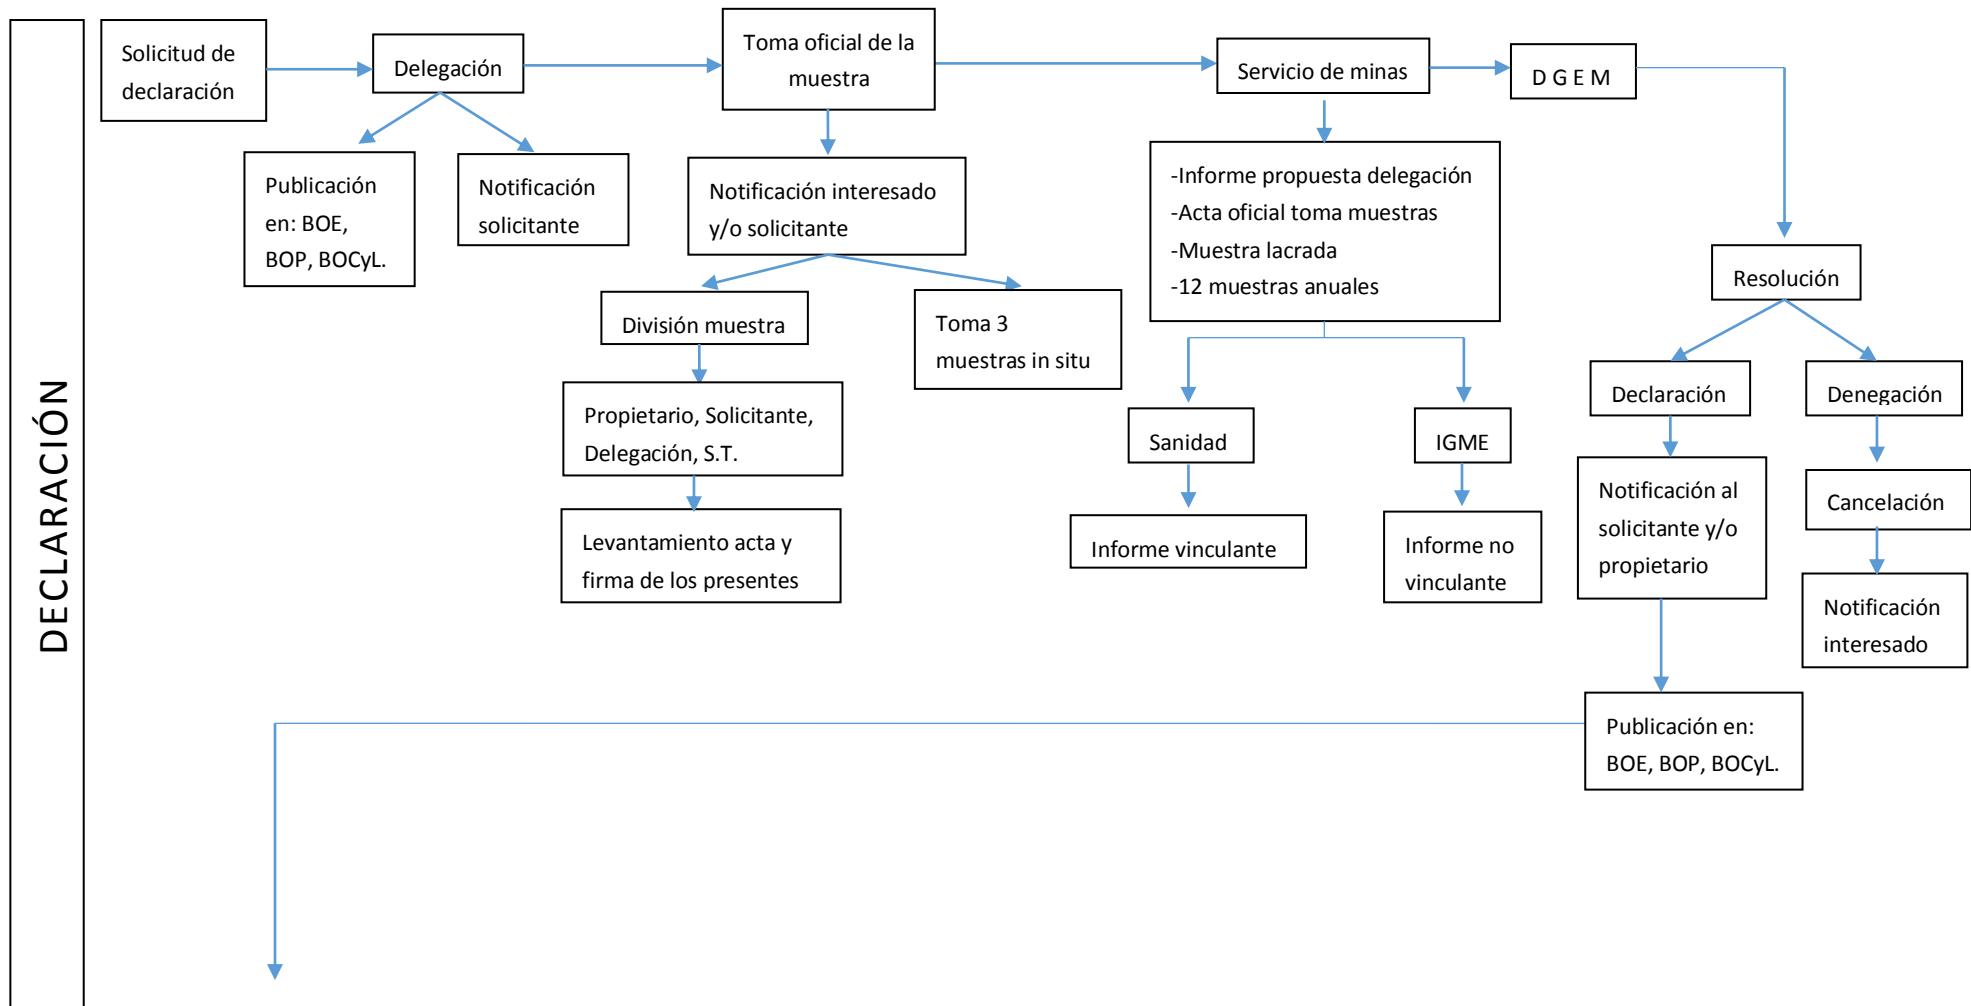 DECLARACIÓN
Solicitud de
declaración
Delegación
Toma oficial de la
muestra
Servicio de minas
D G E M
Publicación
en: BOE,
BOP, BOCyL.
Notificación
solicitante
Notificación interesado
y/o solicitante
-Informe propuesta delegación
-Acta oficial toma muestras
-Muestra lacrada
-12 muestras anuales
Resolución
División muestra
Toma 3
muestras in situ
Declaración
Denegación
Propietario, Solicitante,
Delegación, S.T.
Sanidad
IGME
Notificación al
solicitante y/o
propietario
Cancelación
Levantamiento acta y
firma de los presentes
Informe vinculante
Informe no
vinculante
Notificación
interesado
Publicación en:
BOE, BOP, BOCyL.